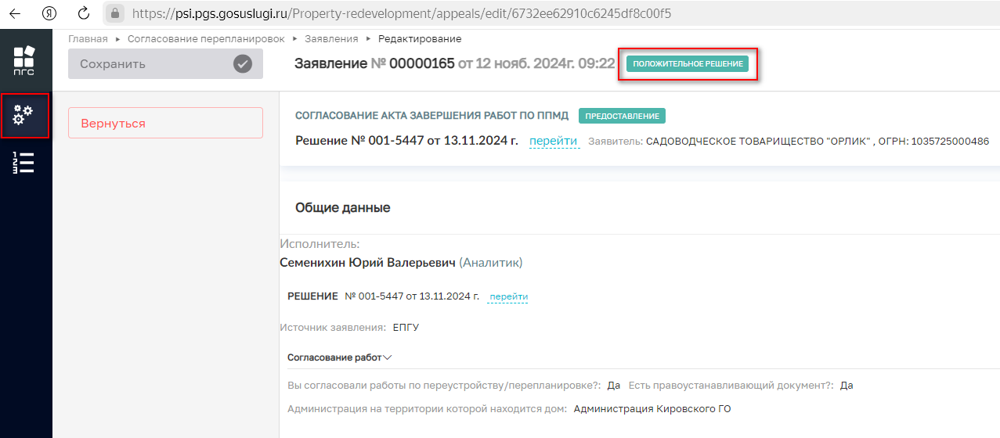 https://psi.pgs.gosuslugi.ru/Property-redevelopment/appeals/edit/6732ee62910c6245df8c00f5
Главная ▸ Согласование перепланировок ▸ Заявления ▸ Редактирование
ПГС
Сохранить
Заявление № 00000165 от 12 нояб. 2024г. 09:22 ПОЛОЖИТЕЛЬНОЕ РЕШЕНИЕ
Вернуться
СОГЛАСОВАНИЕ АКТА ЗАВЕРШЕНИЯ РАБОТ ПО ППМД ПРЕДОСТАВЛЕНИЕ
Решение № 001-5447 от 13.11.2024 г. перейти Заявитель: САДОВОДЧЕСКОЕ ТОВАРИЩЕСТВО "ОРЛИК" , ОГРН: 1035725000486
Общие данные
Исполнитель:
Семенихин Юрий Валерьевич (Аналитик)
РЕШЕНИЕ № 001-5447 от 13.11.2024 г. перейти
Источник заявления: ЕПГУ
Согласование работ
Вы согласовали работы по переустройству/перепланировке?: Да Есть правоустанавливающий документ?: Да
Администрация на территории которой находится дом: Администрация Кировского ГО